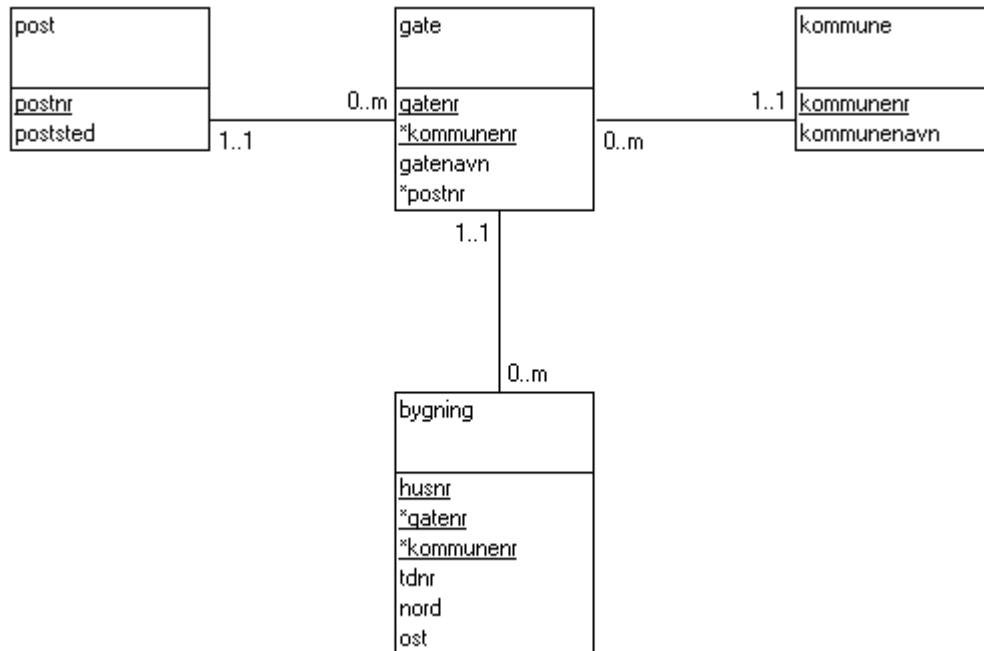 post
postnr
poststed
1..1
0..m
gate
gatenr
*kommunenr
gatenavn
*postnr
0..m
1..1
kommune
kommunenr
kommunenavn
1..1
0..m
bygning
husnr
*gatenr
*kommunenr
tdnr
nord
ost